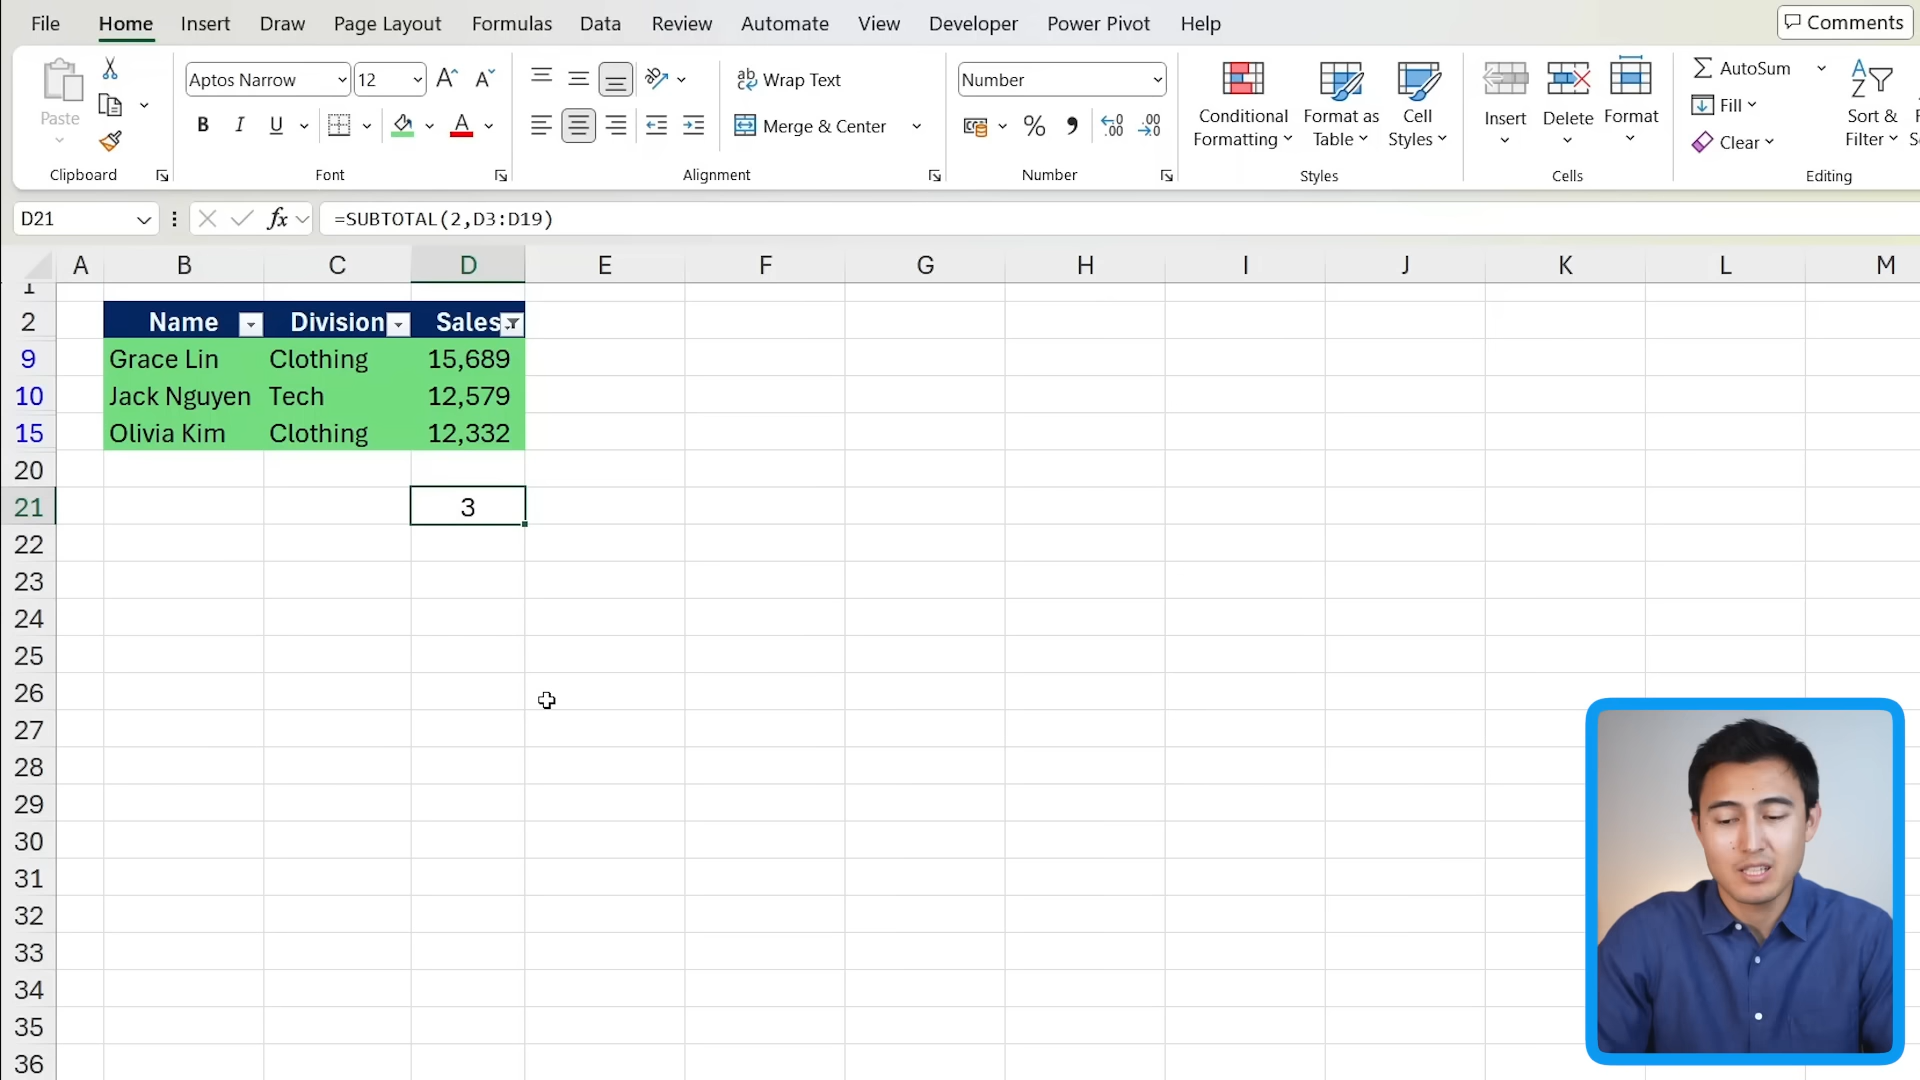 File Home Insert Draw Page Layout Formulas Data Review Automate View Developer Power Pivot Help Comments
Paste
Clipboard
Aptos Narrow 12
B I U
Font
ab Wrap Text
Merge & Center
Alignment
Number
Number
Conditional Formatting
Format as Table
Cell Styles
Styles
Insert Delete Format
Cells
AutoSum
Fill
Clear
Sort & Filter
Editing
D21 fx =SUBTOTAL(2,D3:D19)
A B C D E F G H I J K L M
1
2 Name Division Sales
9 Grace Lin Clothing 15,689
10 Jack Nguyen Tech 12,579
15 Olivia Kim Clothing 12,332
20
21 3
22
23
24
25
26
27
28
29
30
31
32
33
34
35
36